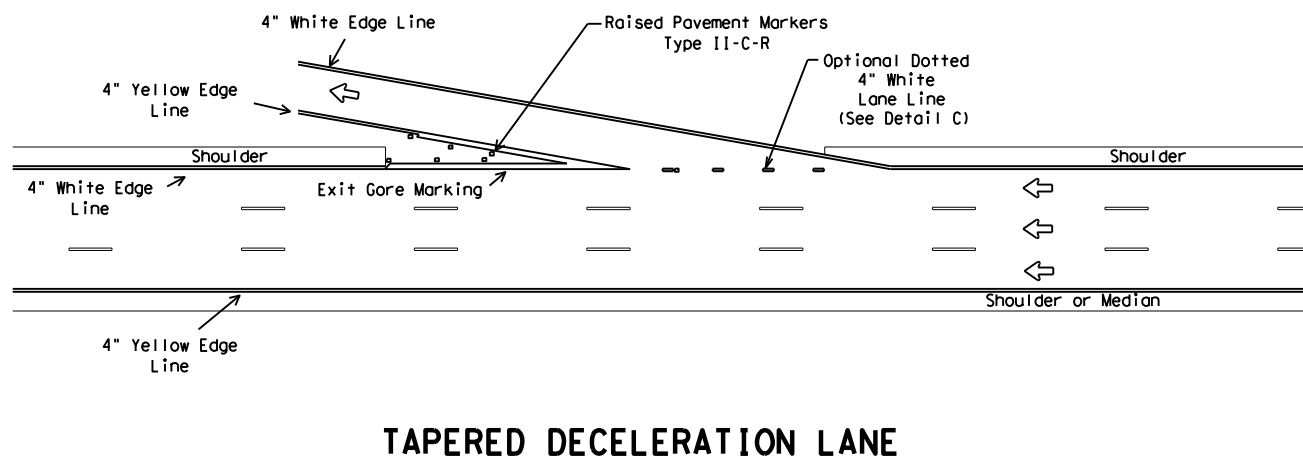 4" White Edge Line
Raised Pavement Markers
Type II-C-R
Optional Dotted
4" White
Lane Line
(See Detail C)
4" Yellow Edge
Line
Shoulder
Shoulder
4" White Edge
Line
Exit Gore Marking
Shoulder or Median
4" Yellow Edge
Line
TAPERED DECELERATION LANE